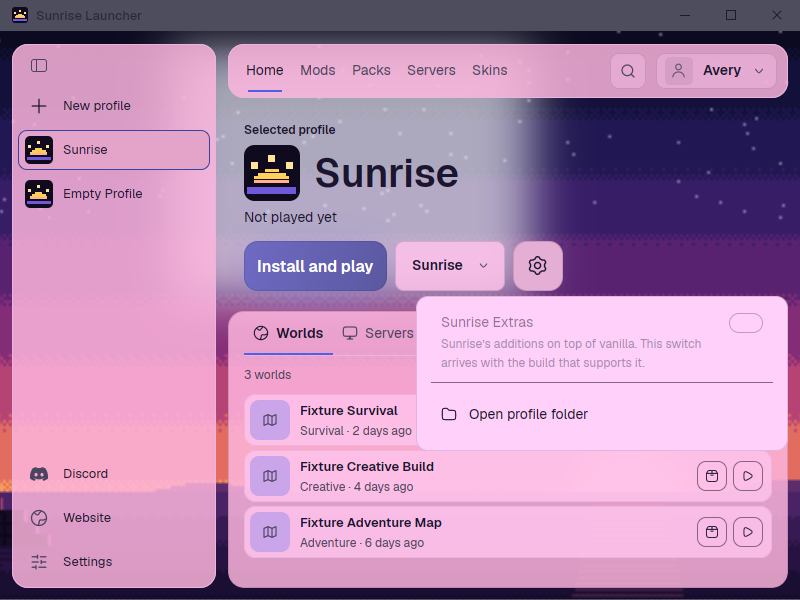 Sunrise Launcher
New profile
Sunrise
Empty Profile
Discord
Website
Settings
Home Mods Packs Servers Skins
Avery
Selected profile
Sunrise
Not played yet
Install and play
Sunrise
Sunrise Extras
Sunrise's additions on top of vanilla. This switch
arrives with the build that supports it.
Open profile folder
Worlds Servers
3 worlds
Fixture Survival
Survival · 2 days ago
Fixture Creative Build
Creative · 4 days ago
Fixture Adventure Map
Adventure · 6 days ago